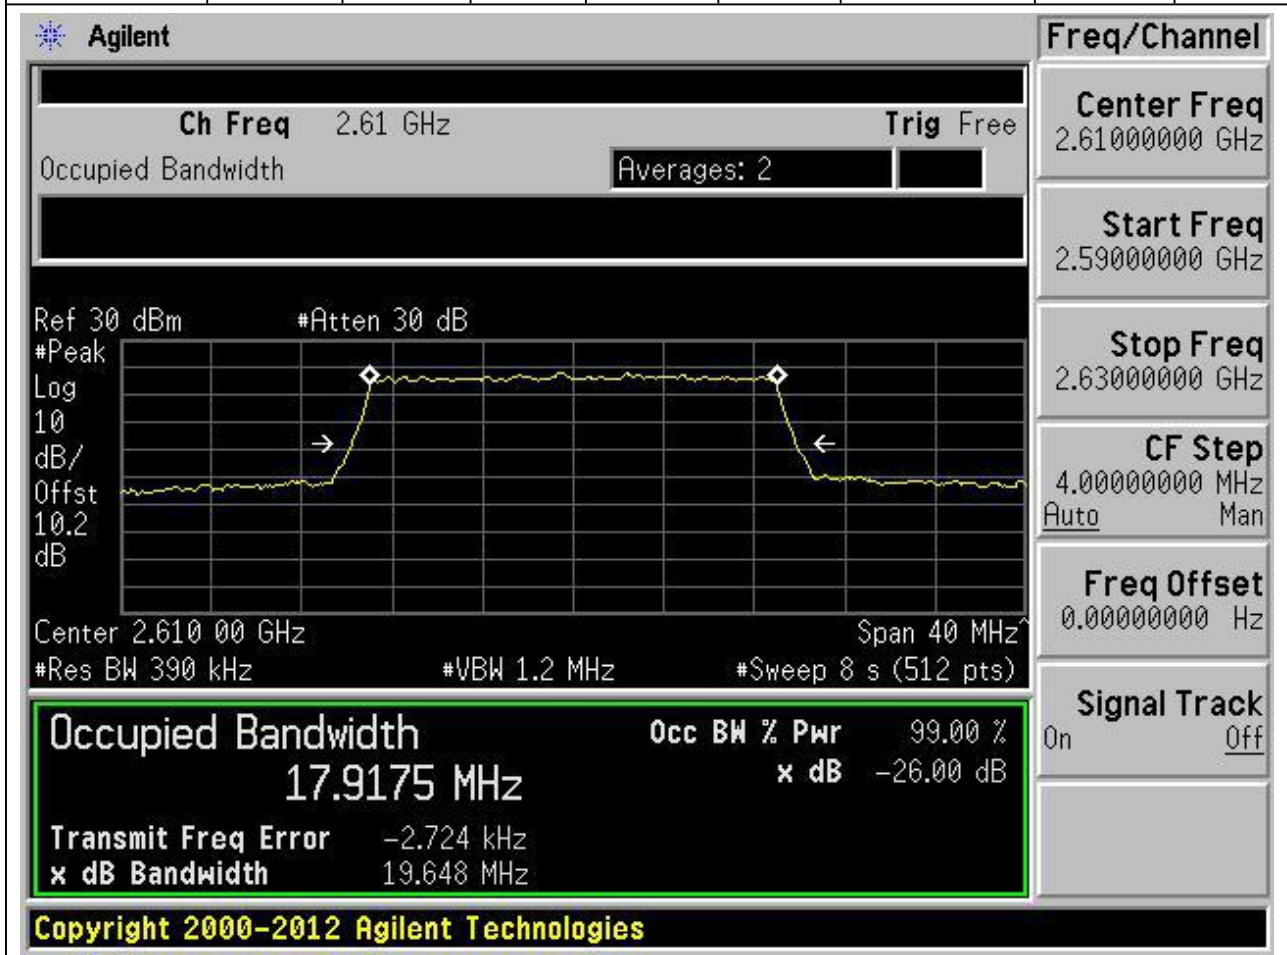 Agilent
Freq/Channel
Ch Freq 2.61 GHz Trig Free
Occupied Bandwidth Averages: 2
Center Freq
2.61000000 GHz
Start Freq
2.59000000 GHz
Stop Freq
2.63000000 GHz
CF Step
4.00000000 MHz
Auto Man
Freq Offset
0.00000000 Hz
Signal Track
On Off
Ref 30 dBm #Atten 30 dB
#Peak
Log
10
dB/
Offst
10.2
dB
Center 2.610 00 GHz Span 40 MHz^
#Res BW 390 kHz #VBW 1.2 MHz #Sweep 8 s (512 pts)
Occupied Bandwidth Occ BW % Pwr 99.00 %
17.9175 MHz x dB -26.00 dB
Transmit Freq Error -2.724 kHz
x dB Bandwidth 19.648 MHz
Copyright 2000-2012 Agilent Technologies